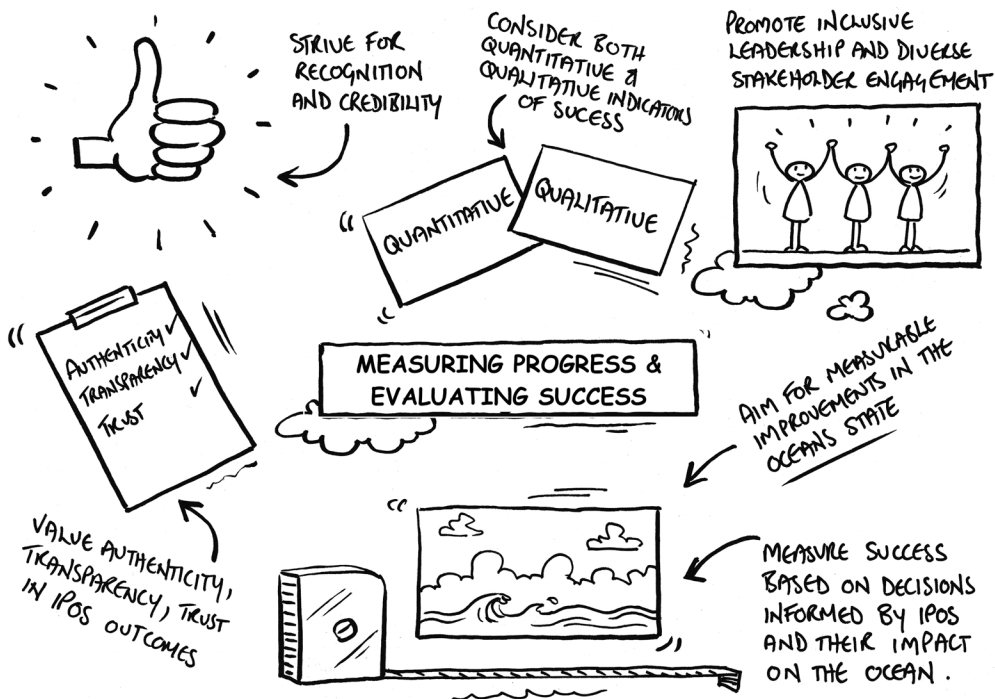 STRIVE FOR
RECOGNITION
AND CREDIBILITY
CONSIDER BOTH
QUANTITATIVE &
QUALITATIVE INDICATORS
OF SUCESS
PROMOTE INCLUSIVE
LEADERSHIP AND DIVERSE
STAKEHOLDER ENGAGEMENT
QUANTITATIVE
QUALITATIVE
AUTHENTICITY ✓
TRANSPARENCY ✓
TRUST ✓
MEASURING PROGRESS &
EVALUATING SUCCESS
AIM FOR MEASURABLE
IMPROVEMENTS IN THE
OCEANS STATE
VALUE AUTHENTICITY,
TRANSPARENCY, TRUST
IN IPOS OUTCOMES
MEASURE SUCCESS
BASED ON DECISIONS
INFORMED BY IPOS
AND THEIR IMPACT
ON THE OCEAN.